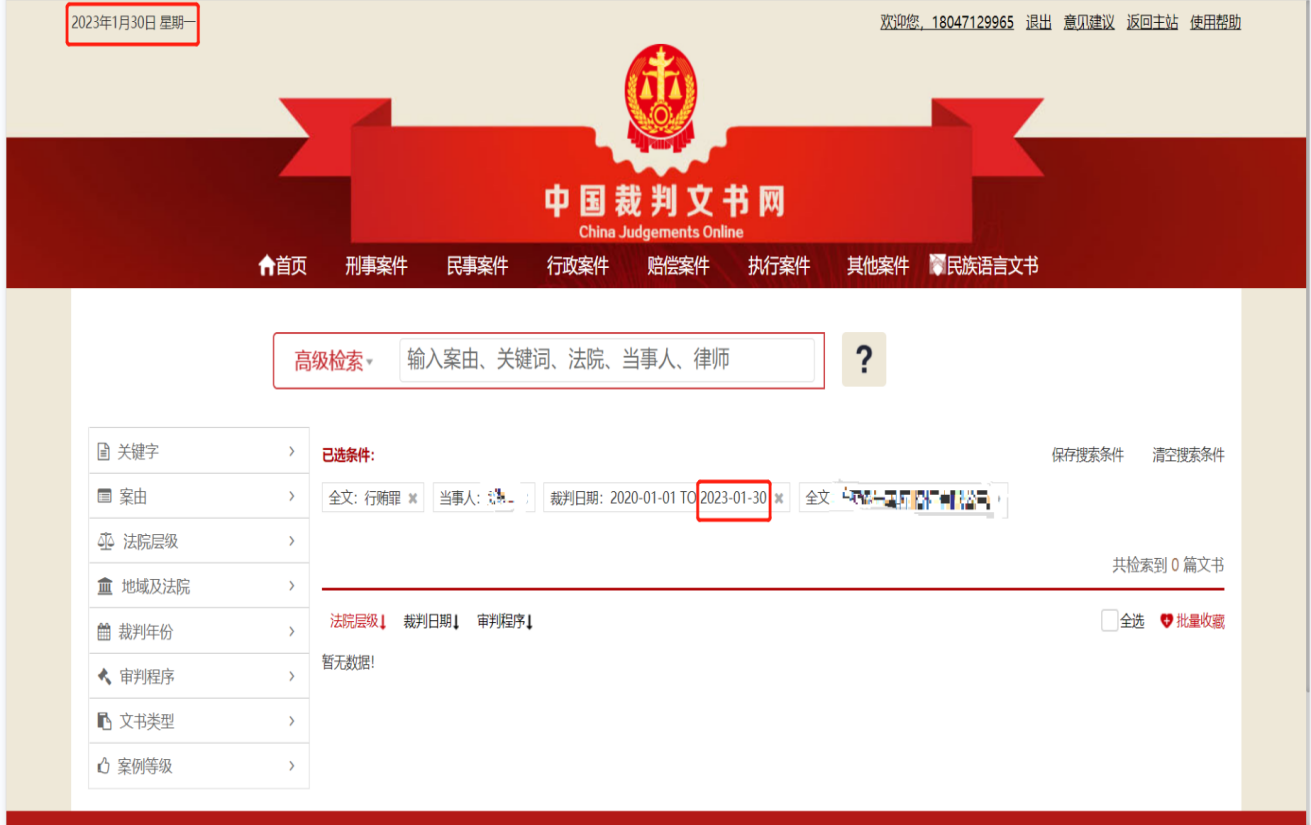 2023年1月30日 星期一
欢迎您，18047129965 退出 意见建议 返回主站 使用帮助
中国裁判文书网
China Judgements Online
首页 刑事案件 民事案件 行政案件 赔偿案件 执行案件 其他案件 民族语言文书
高级检索 输入案由、关键词、法院、当事人、律师 ?
关键字
案由
法院层级
地域及法院
裁判年份
审判程序
文书类型
案例等级
已选条件: 保存搜索条件 清空搜索条件
全文：行贿罪 × 当事人： 裁判日期：2020-01-01 TO 2023-01-30 × 全文
共检索到 0 篇文书
法院层级 裁判日期 审判程序 全选 批量收藏
暂无数据!